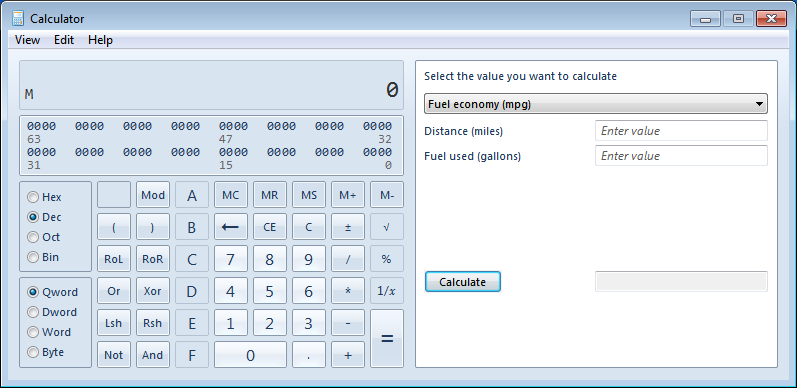 Calculator
View Edit Help
M 0
0000 0000 0000 0000 0000 0000 0000 0000
63 47 32
0000 0000 0000 0000 0000 0000 0000 0000
31 15 0
Hex
Dec
Oct
Bin
Qword
Dword
Word
Byte
Mod A MC MR MS M+ M-
( ) B ← CE C ± √
RoL RoR C 7 8 9 / %
Or Xor D 4 5 6 * 1/x
Lsh Rsh E 1 2 3 - =
Not And F 0 . +
Select the value you want to calculate
Fuel economy (mpg)
Distance (miles) Enter value
Fuel used (gallons) Enter value
Calculate